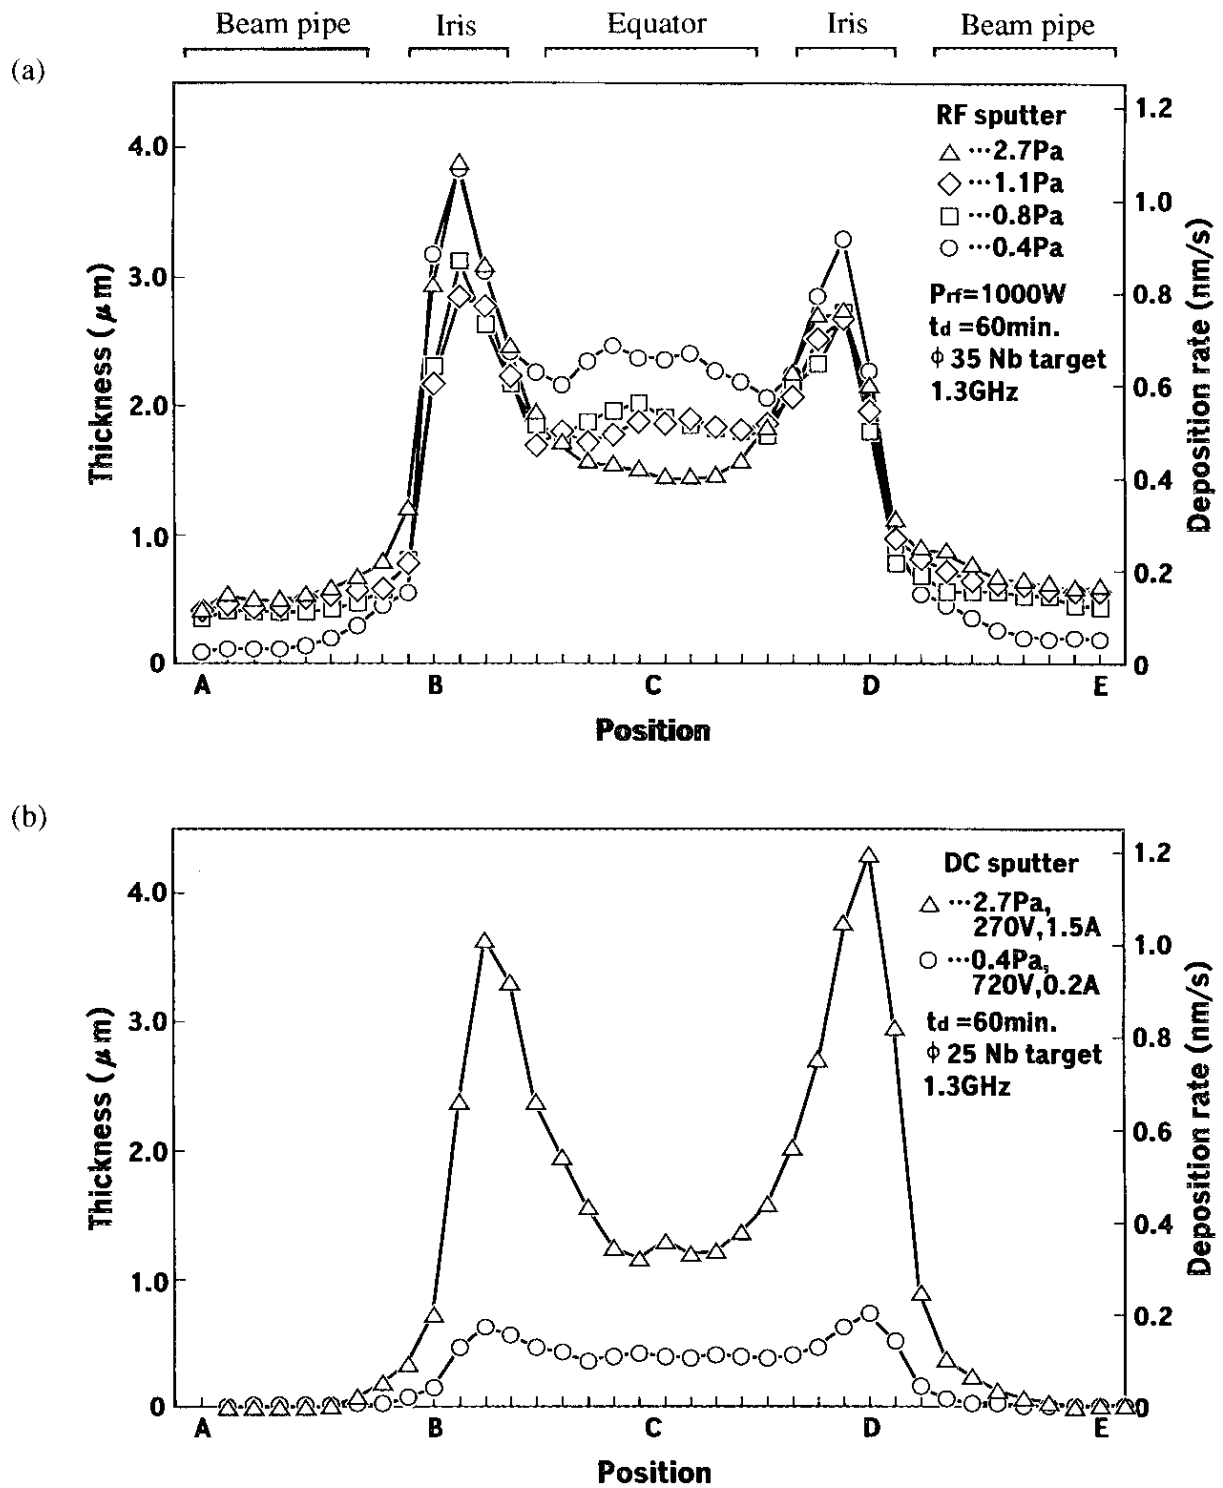 Beam pipe Iris Equator Iris Beam pipe
(a)
RF sputter
△ ···2.7Pa
◇ ···1.1Pa
□ ···0.8Pa
○ ···0.4Pa
Prf=1000W
td =60min.
ϕ 35 Nb target
1.3GHz
Thickness (μm)
4.0
3.0
2.0
1.0
0
Deposition rate (nm/s)
1.2
1.0
0.8
0.6
0.4
0.2
0
A B C D E
Position
(b)
DC sputter
△ ···2.7Pa,
270V,1.5A
○ ···0.4Pa,
720V,0.2A
td =60min.
ϕ 25 Nb target
1.3GHz
Thickness (μm)
4.0
3.0
2.0
1.0
0
Deposition rate (nm/s)
1.2
1.0
0.8
0.6
0.4
0.2
0
A B C D E
Position